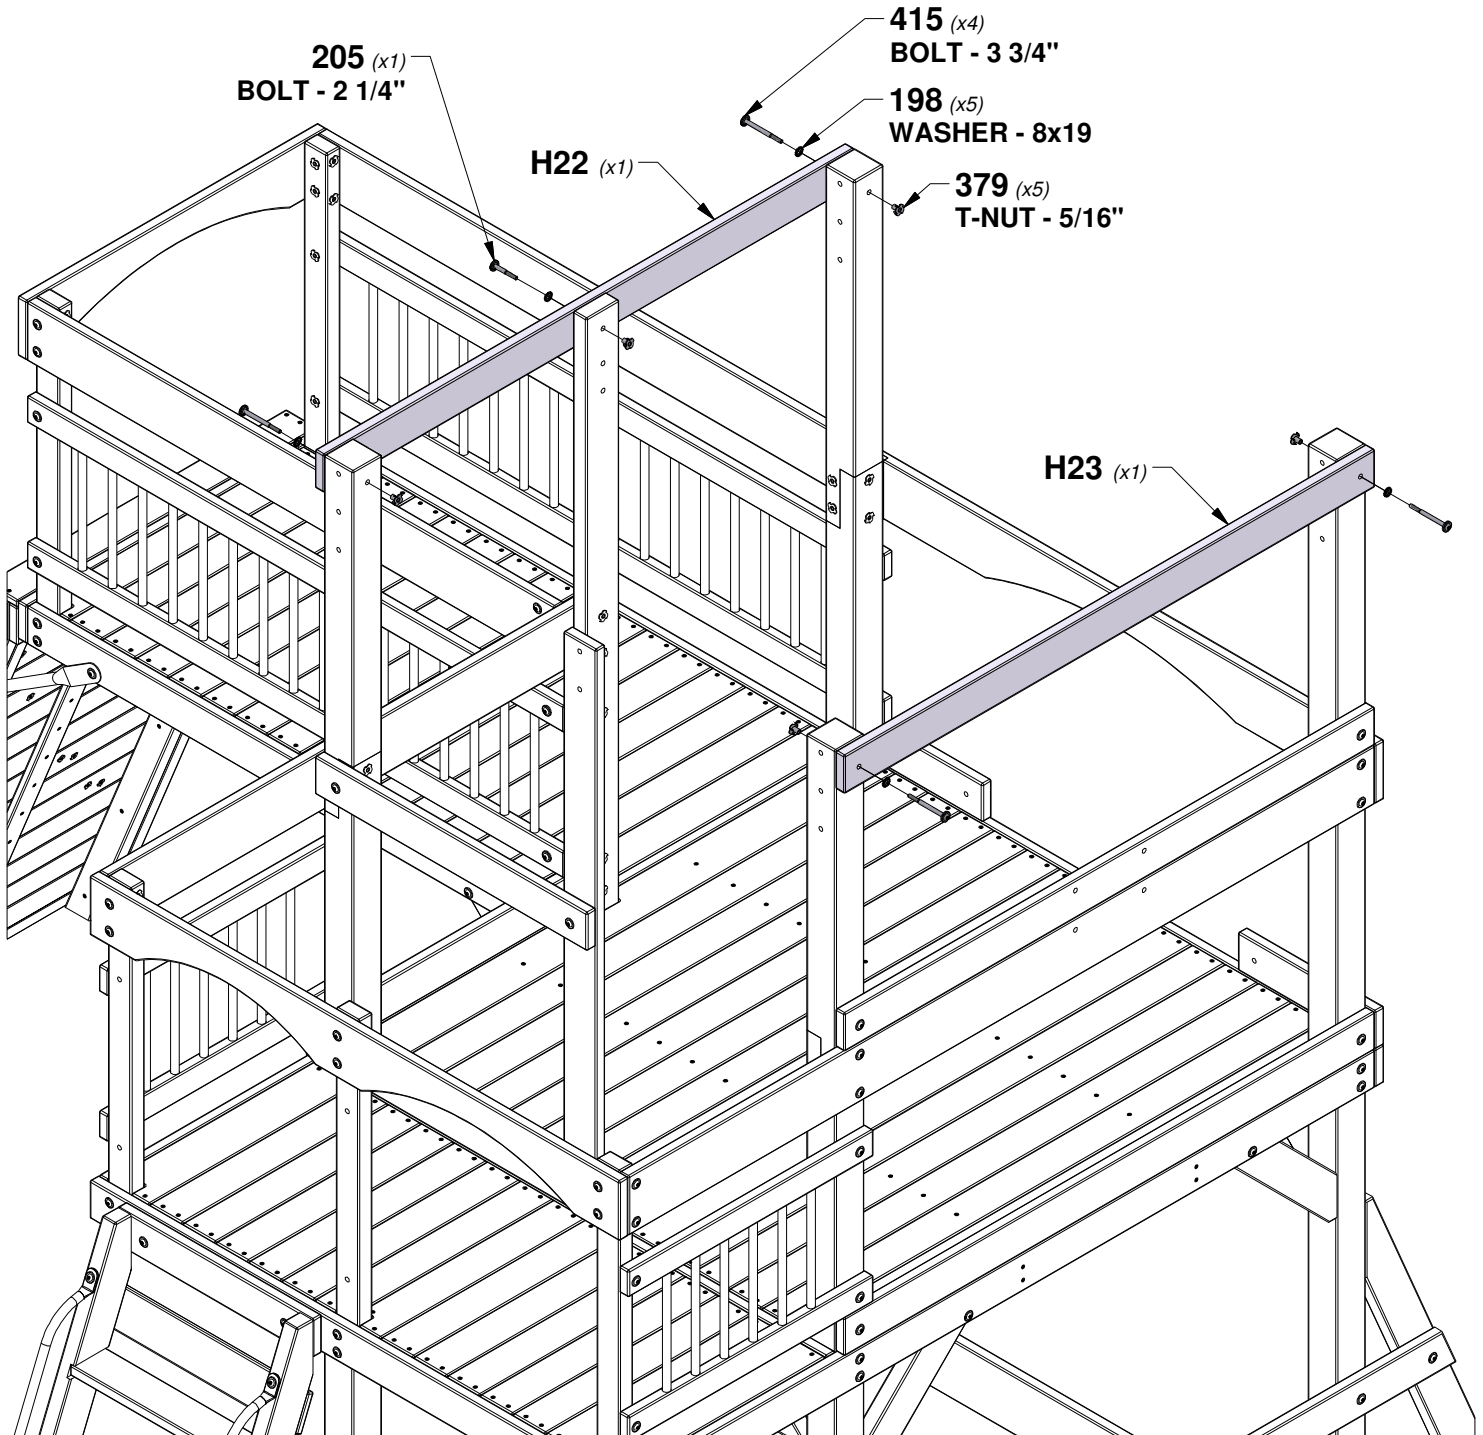 415 (x4)
BOLT - 3 3/4"
205 (x1)
BOLT - 2 1/4"
198 (x5)
WASHER - 8x19
H22 (x1)
379 (x5)
T-NUT - 5/16"
H23 (x1)